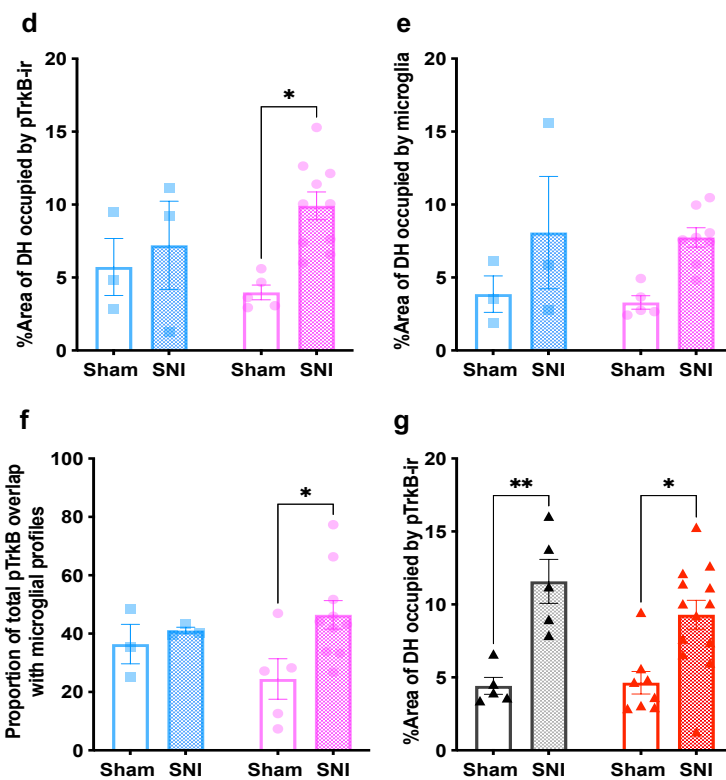 d
%Area of DH occupied by pTrkB-ir
20
15
10
5
0
*
Sham SNI Sham SNI
e
%Area of DH occupied by microglia
20
15
10
5
0
Sham SNI Sham SNI
f
Proportion of total pTrkB overlap
with microglial profiles
100
80
60
40
20
0
*
Sham SNI Sham SNI
g
%Area of DH occupied by pTrkB-ir
20
15
10
5
0
**
*
Sham SNI Sham SNI